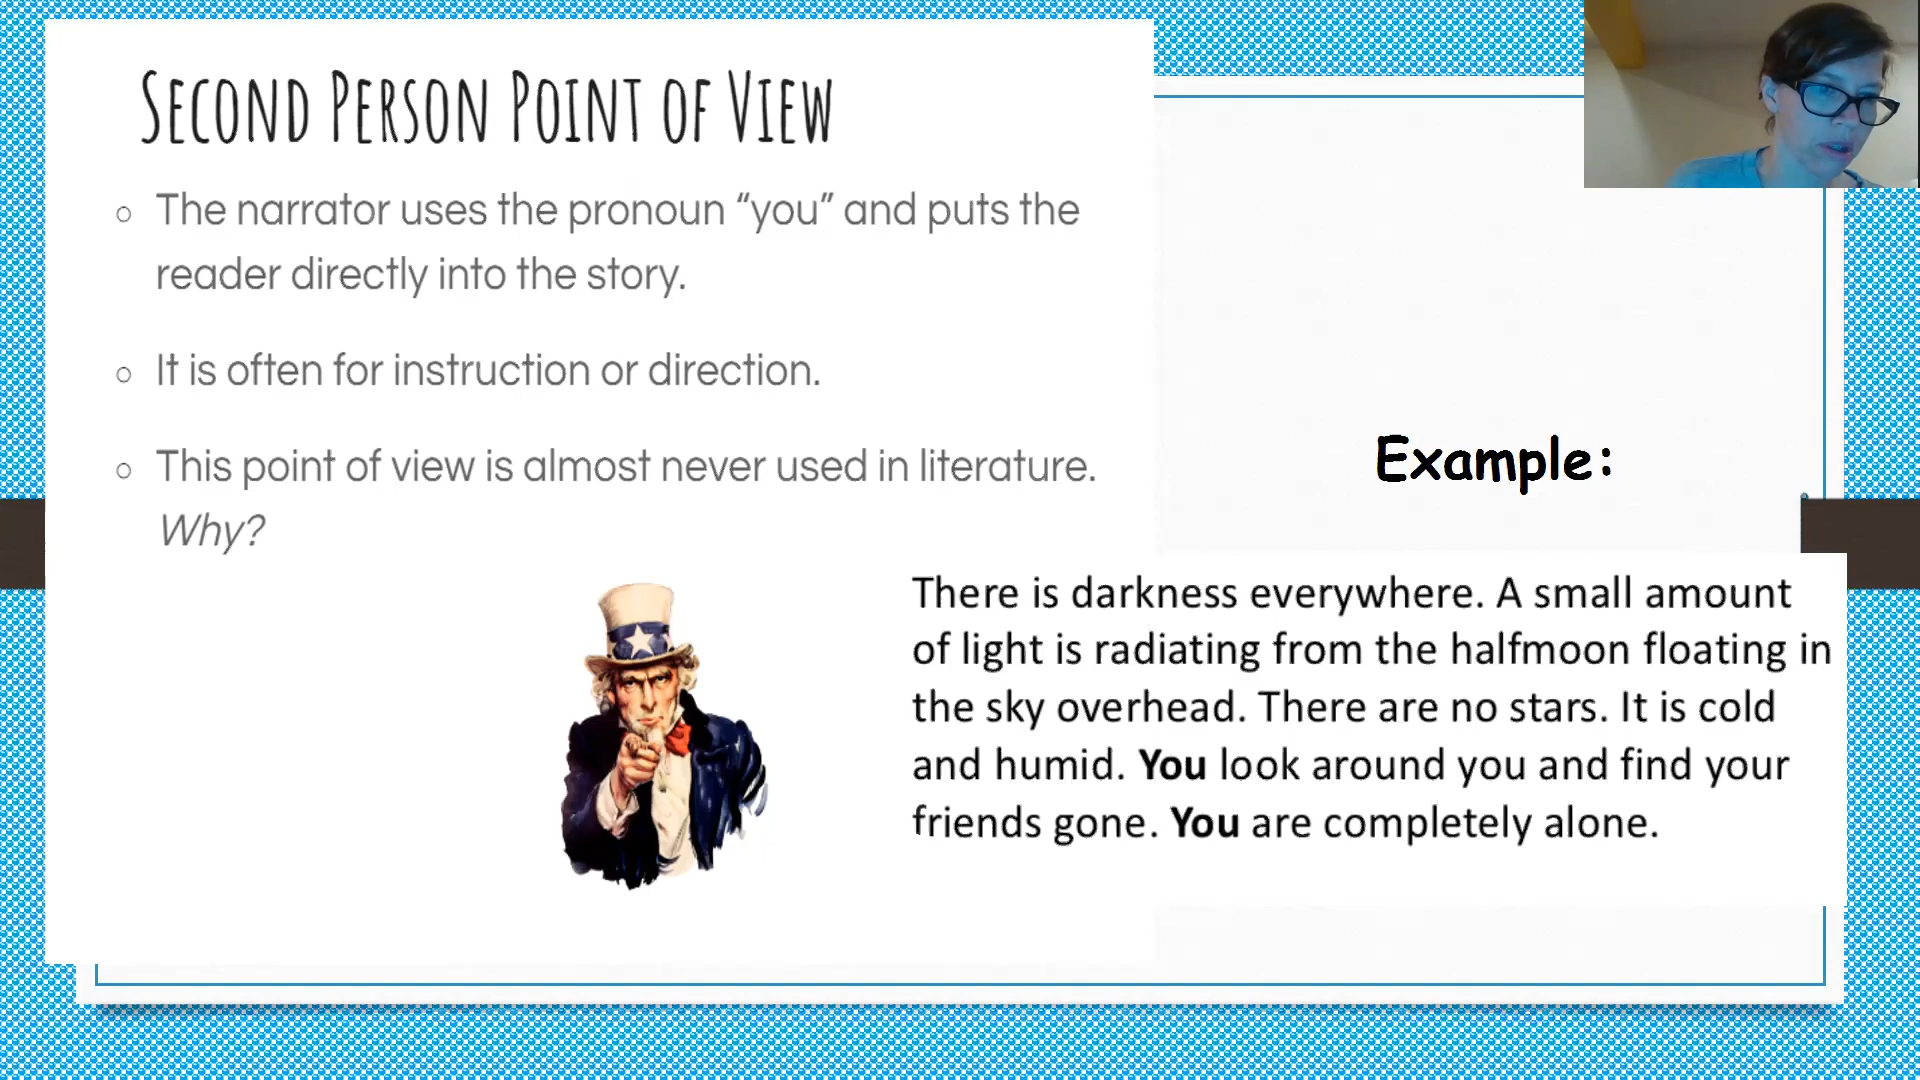 Second Person Point of View
The narrator uses the pronoun “you” and puts the
reader directly into the story.
It is often for instruction or direction.
This point of view is almost never used in literature.
Why?
Example:
There is darkness everywhere. A small amount
of light is radiating from the halfmoon floating in
the sky overhead. There are no stars. It is cold
and humid. You look around you and find your
friends gone. You are completely alone.